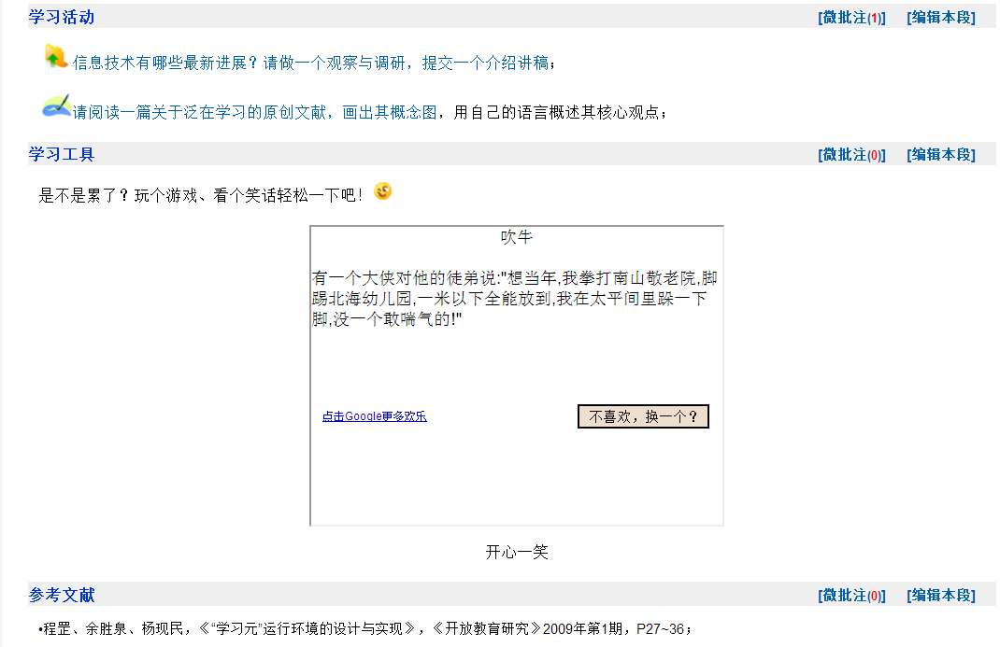 学习活动 [微批注(1)] [编辑本段]
信息技术有哪些最新进展？请做一个观察与调研，提交一个介绍讲稿；
请阅读一篇关于泛在学习的原创文献，画出其概念图，用自己的语言概述其核心观点；
学习工具 [微批注(0)] [编辑本段]
是不是累了？玩个游戏、看个笑话轻松一下吧！
吹牛
有一个大侠对他的徒弟说:"想当年,我拳打南山敬老院,脚
踢北海幼儿园,一米以下全能放到,我在太平间里跺一下
脚,没一个敢喘气的!"
点击Google更多欢乐 不喜欢，换一个？
开心一笑
参考文献 [微批注(0)] [编辑本段]
•程罡、余胜泉、杨现民，《“学习元”运行环境的设计与实现》，《开放教育研究》2009年第1期，P27~36；